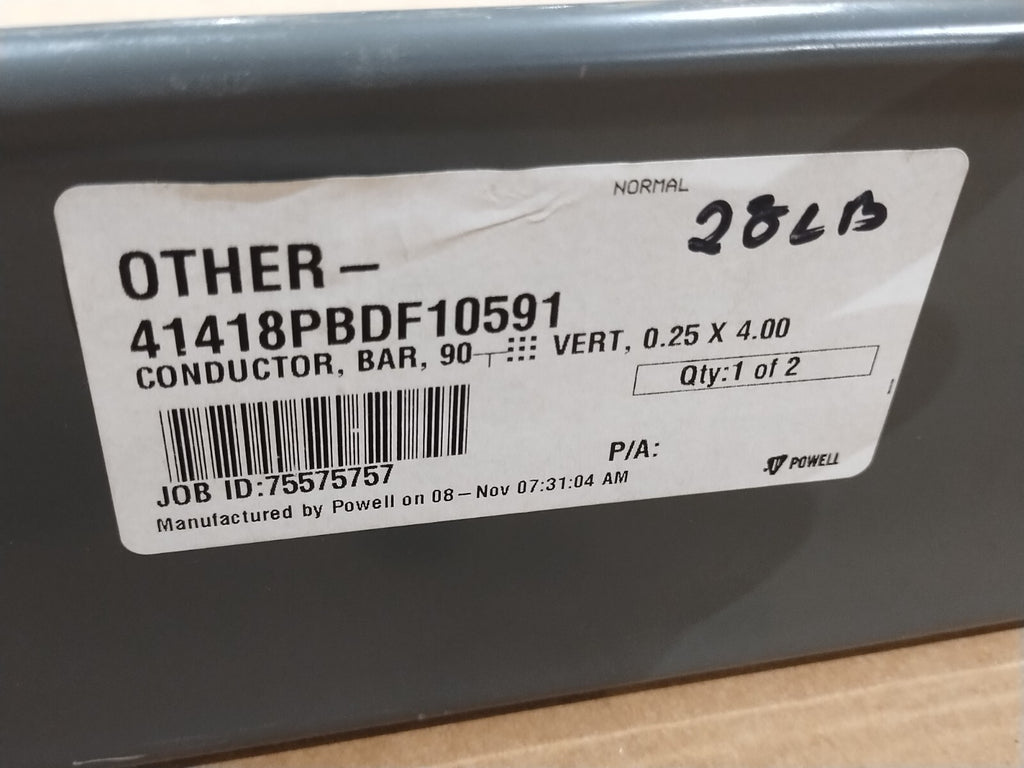 NORMAL
28LB
OTHER–
41418PBDF10591
CONDUCTOR, BAR, 90 VERT, 0.25 X 4.00
Qty:1 of 2
JOB ID:75575757
P/A:
POWELL
Manufactured by Powell on 08–Nov 07:31:04 AM